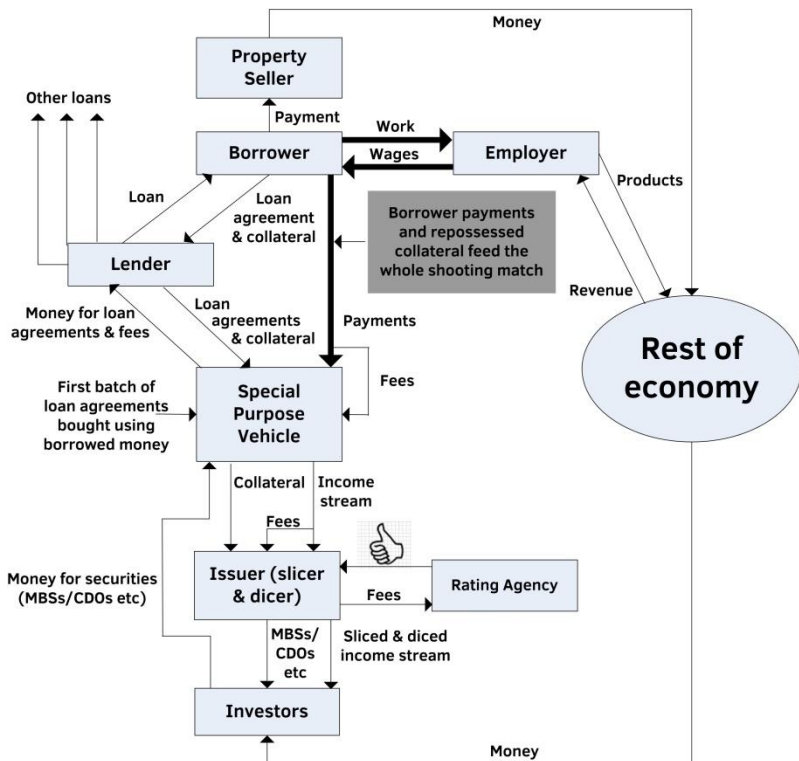 Money
Property
Seller
Other loans
Payment
Work
Borrower
Employer
Wages
Products
Loan
Loan
agreement
& collateral
Borrower payments
and repossessed
collateral feed the
whole shooting match
Lender
Revenue
Money for loan
agreements & fees
Loan
agreements
& collateral
Payments
Rest of
economy
Fees
First batch of
loan agreements
bought using
borrowed money
Special
Purpose
Vehicle
Collateral
Income
stream
Fees
Money for securities
(MBSs/CDOs etc)
Issuer (slicer
& dicer)
Rating Agency
Fees
MBSs/
CDOs
etc
Sliced & diced
income stream
Investors
Money